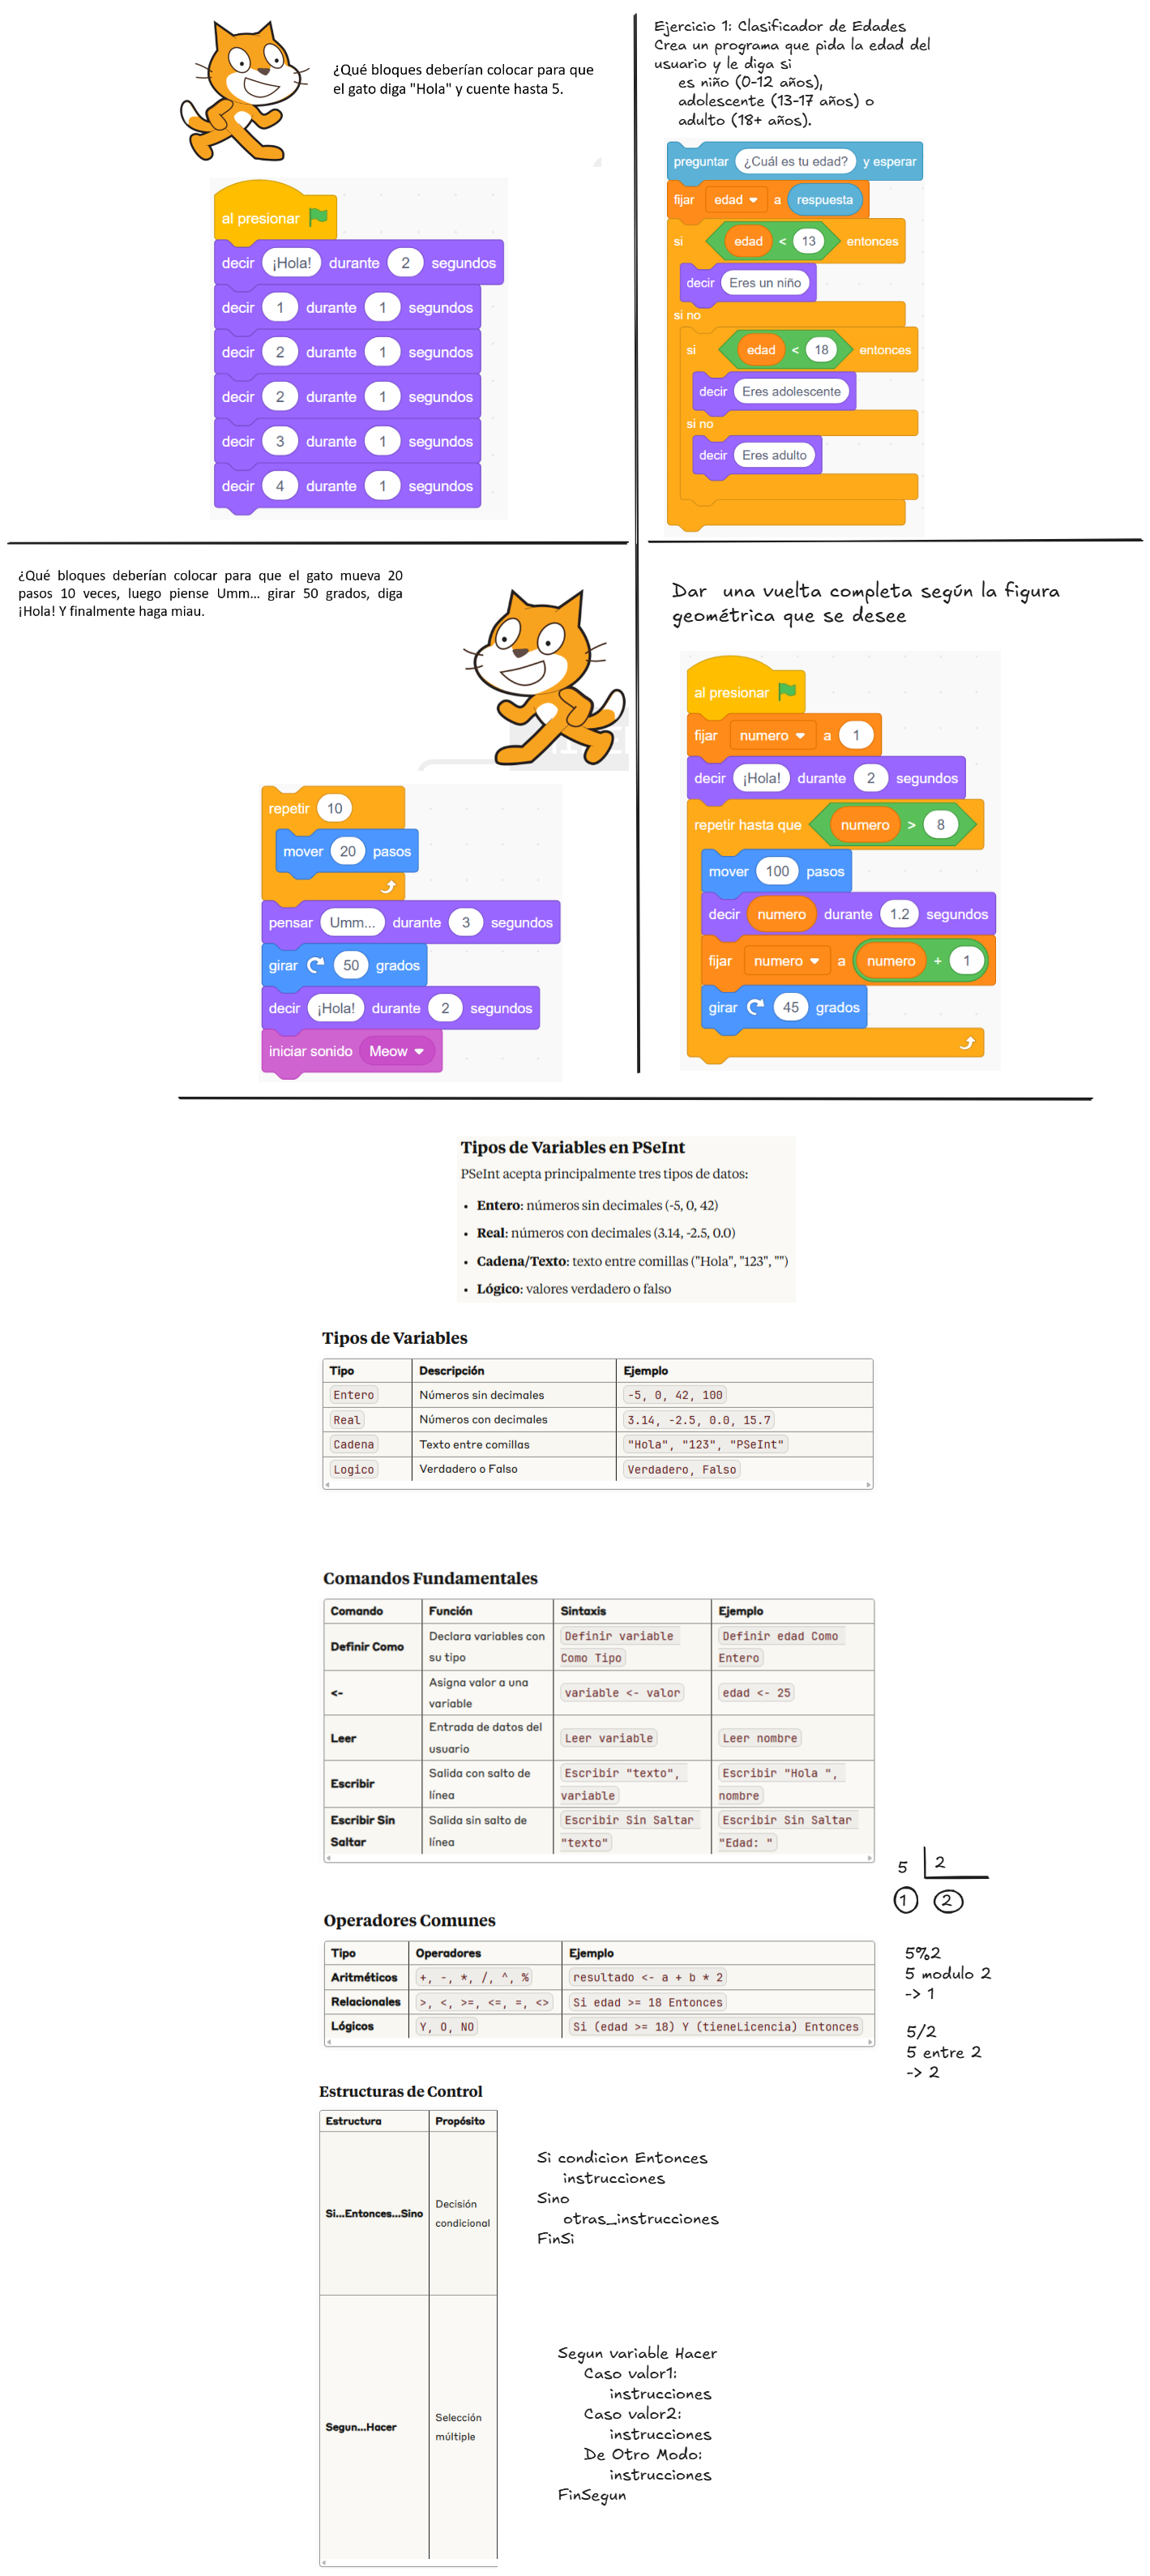 ¿Qué bloques deberían colocar para que
el gato diga "Hola" y cuente hasta 5.
al presionar
decir ¡Hola! durante 2 segundos
decir 1 durante 1 segundos
decir 2 durante 1 segundos
decir 2 durante 1 segundos
decir 3 durante 1 segundos
decir 4 durante 1 segundos
Ejercicio 1: Clasificador de Edades
Crea un programa que pida la edad del
usuario y le diga si
es niño (0-12 años),
adolescente (13-17 años) o
adulto (18+ años).
preguntar ¿Cuál es tu edad? y esperar
fijar edad a respuesta
si edad < 13 entonces
decir Eres un niño
si no
si edad < 18 entonces
decir Eres adolescente
si no
decir Eres adulto
¿Qué bloques deberían colocar para que el gato mueva 20
pasos 10 veces, luego piense Umm... girar 50 grados, diga
¡Hola! Y finalmente haga miau.
repetir 10
mover 20 pasos
pensar Umm... durante 3 segundos
girar 50 grados
decir ¡Hola! durante 2 segundos
iniciar sonido Meow
Dar una vuelta completa según la figura
geométrica que se desee
al presionar
fijar numero a 1
decir ¡Hola! durante 2 segundos
repetir hasta que numero > 8
mover 100 pasos
decir numero durante 1.2 segundos
fijar numero a numero + 1
girar 45 grados
Tipos de Variables en PSeInt
PSeInt acepta principalmente tres tipos de datos:
• Entero: números sin decimales (-5, 0, 42)
• Real: números con decimales (3.14, -2.5, 0.0)
• Cadena/Texto: texto entre comillas ("Hola", "123", "")
• Lógico: valores verdadero o falso
Tipos de Variables
Tipo Descripción Ejemplo
Entero Números sin decimales -5, 0, 42, 100
Real Números con decimales 3.14, -2.5, 0.0, 15.7
Cadena Texto entre comillas "Hola", "123", "PSeInt"
Logico Verdadero o Falso Verdadero, Falso
Comandos Fundamentales
Comando Función Sintaxis Ejemplo
Definir Como Declara variables con su tipo Definir variable Como Tipo Definir edad Como Entero
<- Asigna valor a una variable variable <- valor edad <- 25
Leer Entrada de datos del usuario Leer variable Leer nombre
Escribir Salida con salto de línea Escribir "texto", variable Escribir "Hola ", nombre
Escribir Sin Saltar Salida sin salto de línea Escribir Sin Saltar "texto" Escribir Sin Saltar "Edad: "
5 2
1 2
Operadores Comunes
Tipo Operadores Ejemplo
Aritméticos +, -, *, /, ^, % resultado <- a + b * 2
Relacionales >, <, >=, <=, =, <> Si edad >= 18 Entonces
Lógicos Y, O, NO Si (edad >= 18) Y (tieneLicencia) Entonces
5%2
5 modulo 2
-> 1
5/2
5 entre 2
-> 2
Estructuras de Control
Estructura Propósito
Si...Entonces...Sino Decisión condicional
Si condicion Entonces
instrucciones
Sino
otras_instrucciones
FinSi
Segun...Hacer Selección múltiple
Segun variable Hacer
Caso valor1:
instrucciones
Caso valor2:
instrucciones
De Otro Modo:
instrucciones
FinSegun